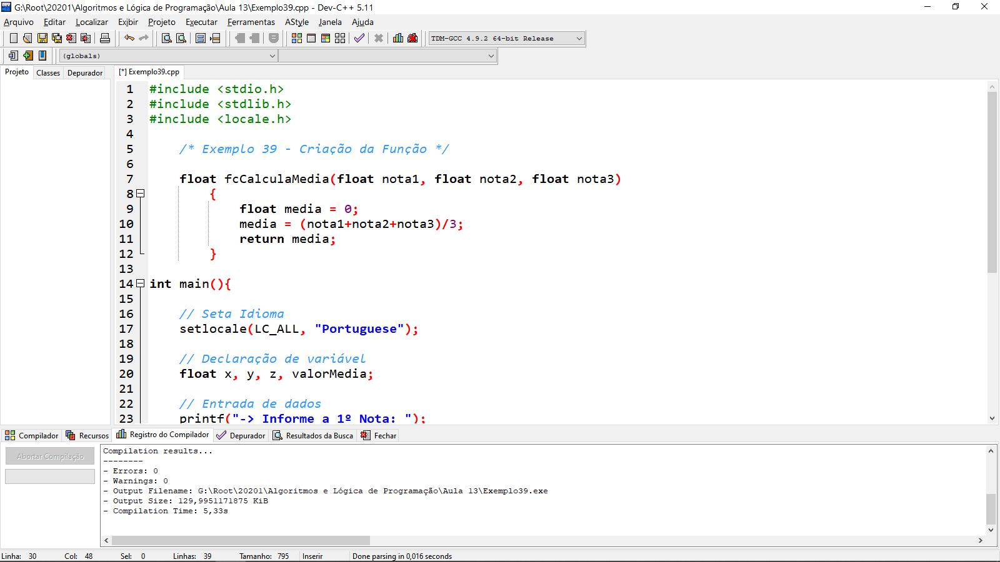 G:\Root\20201\Algoritmos e Lógica de Programação\Aula 13\Exemplo39.cpp - Dev-C++ 5.11
Arquivo Editar Localizar Exibir Projeto Executar Ferramentas AStyle Janela Ajuda
TDM-GCC 4.9.2 64-bit Release
(globals)
Projeto Classes Depurador [*] Exemplo39.cpp
1 #include <stdio.h>
2 #include <stdlib.h>
3 #include <locale.h>
4
5 /* Exemplo 39 - Criação da Função */
6
7 float fcCalculaMedia(float nota1, float nota2, float nota3)
8 {
9 float media = 0;
10 media = (nota1+nota2+nota3)/3;
11 return media;
12 }
13
14 int main(){
15
16 // Seta Idioma
17 setlocale(LC_ALL, "Portuguese");
18
19 // Declaração de variável
20 float x, y, z, valorMedia;
21
22 // Entrada de dados
23 printf("-> Informe a 1º Nota: ");
Compilador Recursos Registro do Compilador Depurador Resultados da Busca Fechar
Abortar Compilação
Compilation results...
--------
- Errors: 0
- Warnings: 0
- Output Filename: G:\Root\20201\Algoritmos e Lógica de Programação\Aula 13\Exemplo39.exe
- Output Size: 129,9951171875 KiB
- Compilation Time: 5,33s
Linha: 30 Col: 48 Sel: 0 Linhas: 39 Tamanho: 795 Inserir Done parsing in 0,016 seconds